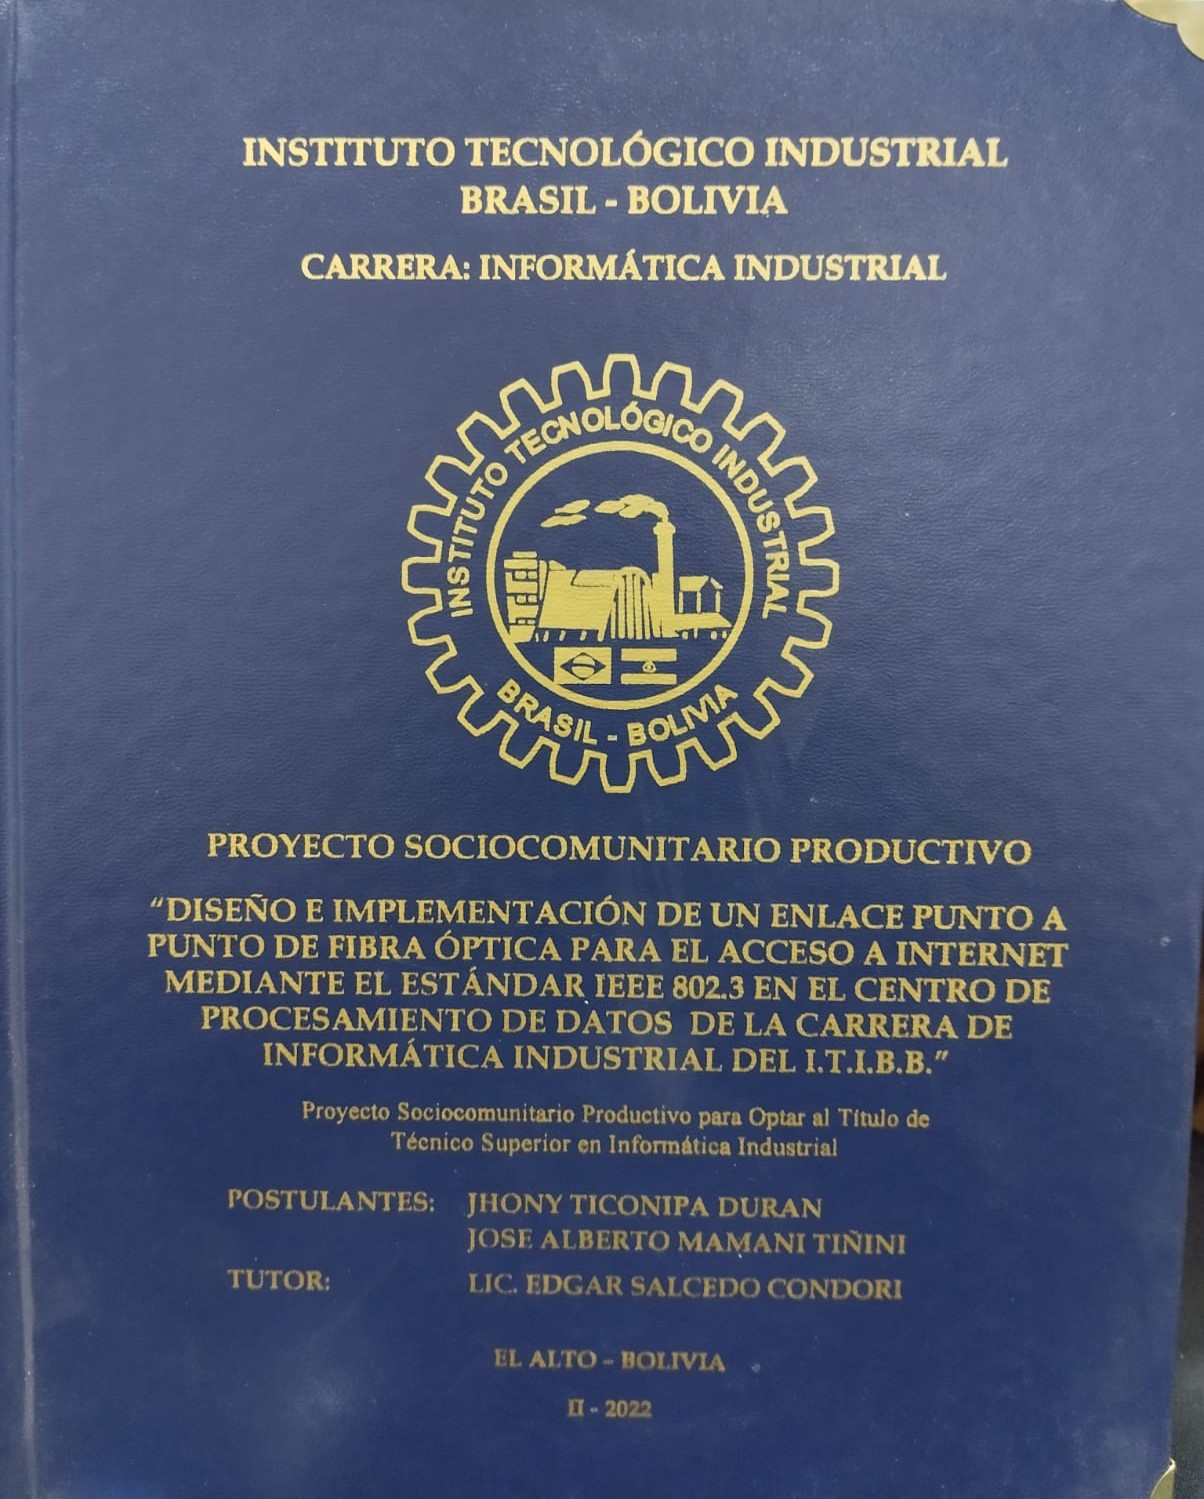 INSTITUTO TECNOLÓGICO INDUSTRIAL
BRASIL - BOLIVIA
CARRERA: INFORMÁTICA INDUSTRIAL
INSTITUTO TECNOLÓGICO INDUSTRIAL
BRASIL - BOLIVIA
PROYECTO SOCIOCOMUNITARIO PRODUCTIVO
“DISEÑO E IMPLEMENTACIÓN DE UN ENLACE PUNTO A
PUNTO DE FIBRA ÓPTICA PARA EL ACCESO A INTERNET
MEDIANTE EL ESTÁNDAR IEEE 802.3 EN EL CENTRO DE
PROCESAMIENTO DE DATOS DE LA CARRERA DE
INFORMÁTICA INDUSTRIAL DEL I.T.I.B.B.”
Proyecto Sociocomunitario Productivo para Optar al Título de
Técnico Superior en Informática Industrial
POSTULANTES: JHONY TICONIPA DURAN
JOSE ALBERTO MAMANI TIÑINI
TUTOR: LIC. EDGAR SALCEDO CONDORI
EL ALTO – BOLIVIA
II - 2022